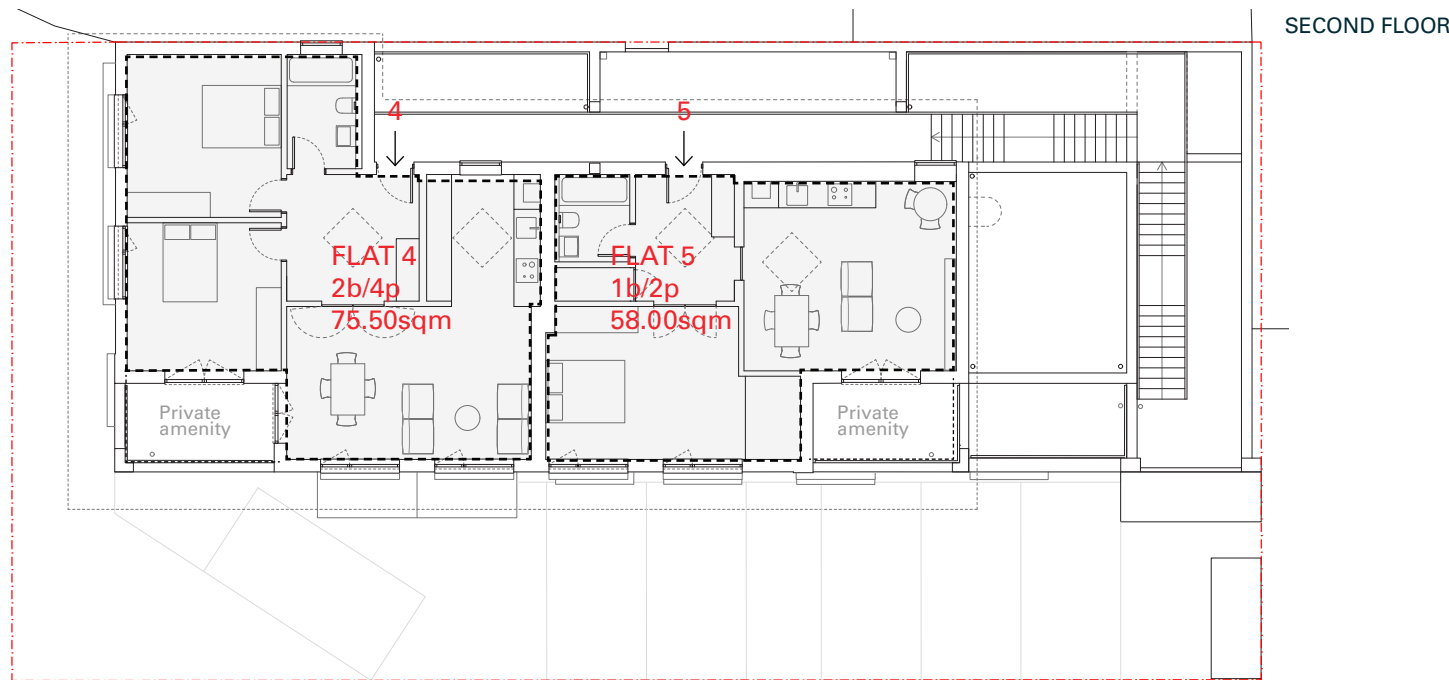 SECOND FLOOR
4
5
FLAT 4
2b/4p
75.50sqm
FLAT 5
1b/2p
58.00sqm
Private
amenity
Private
amenity